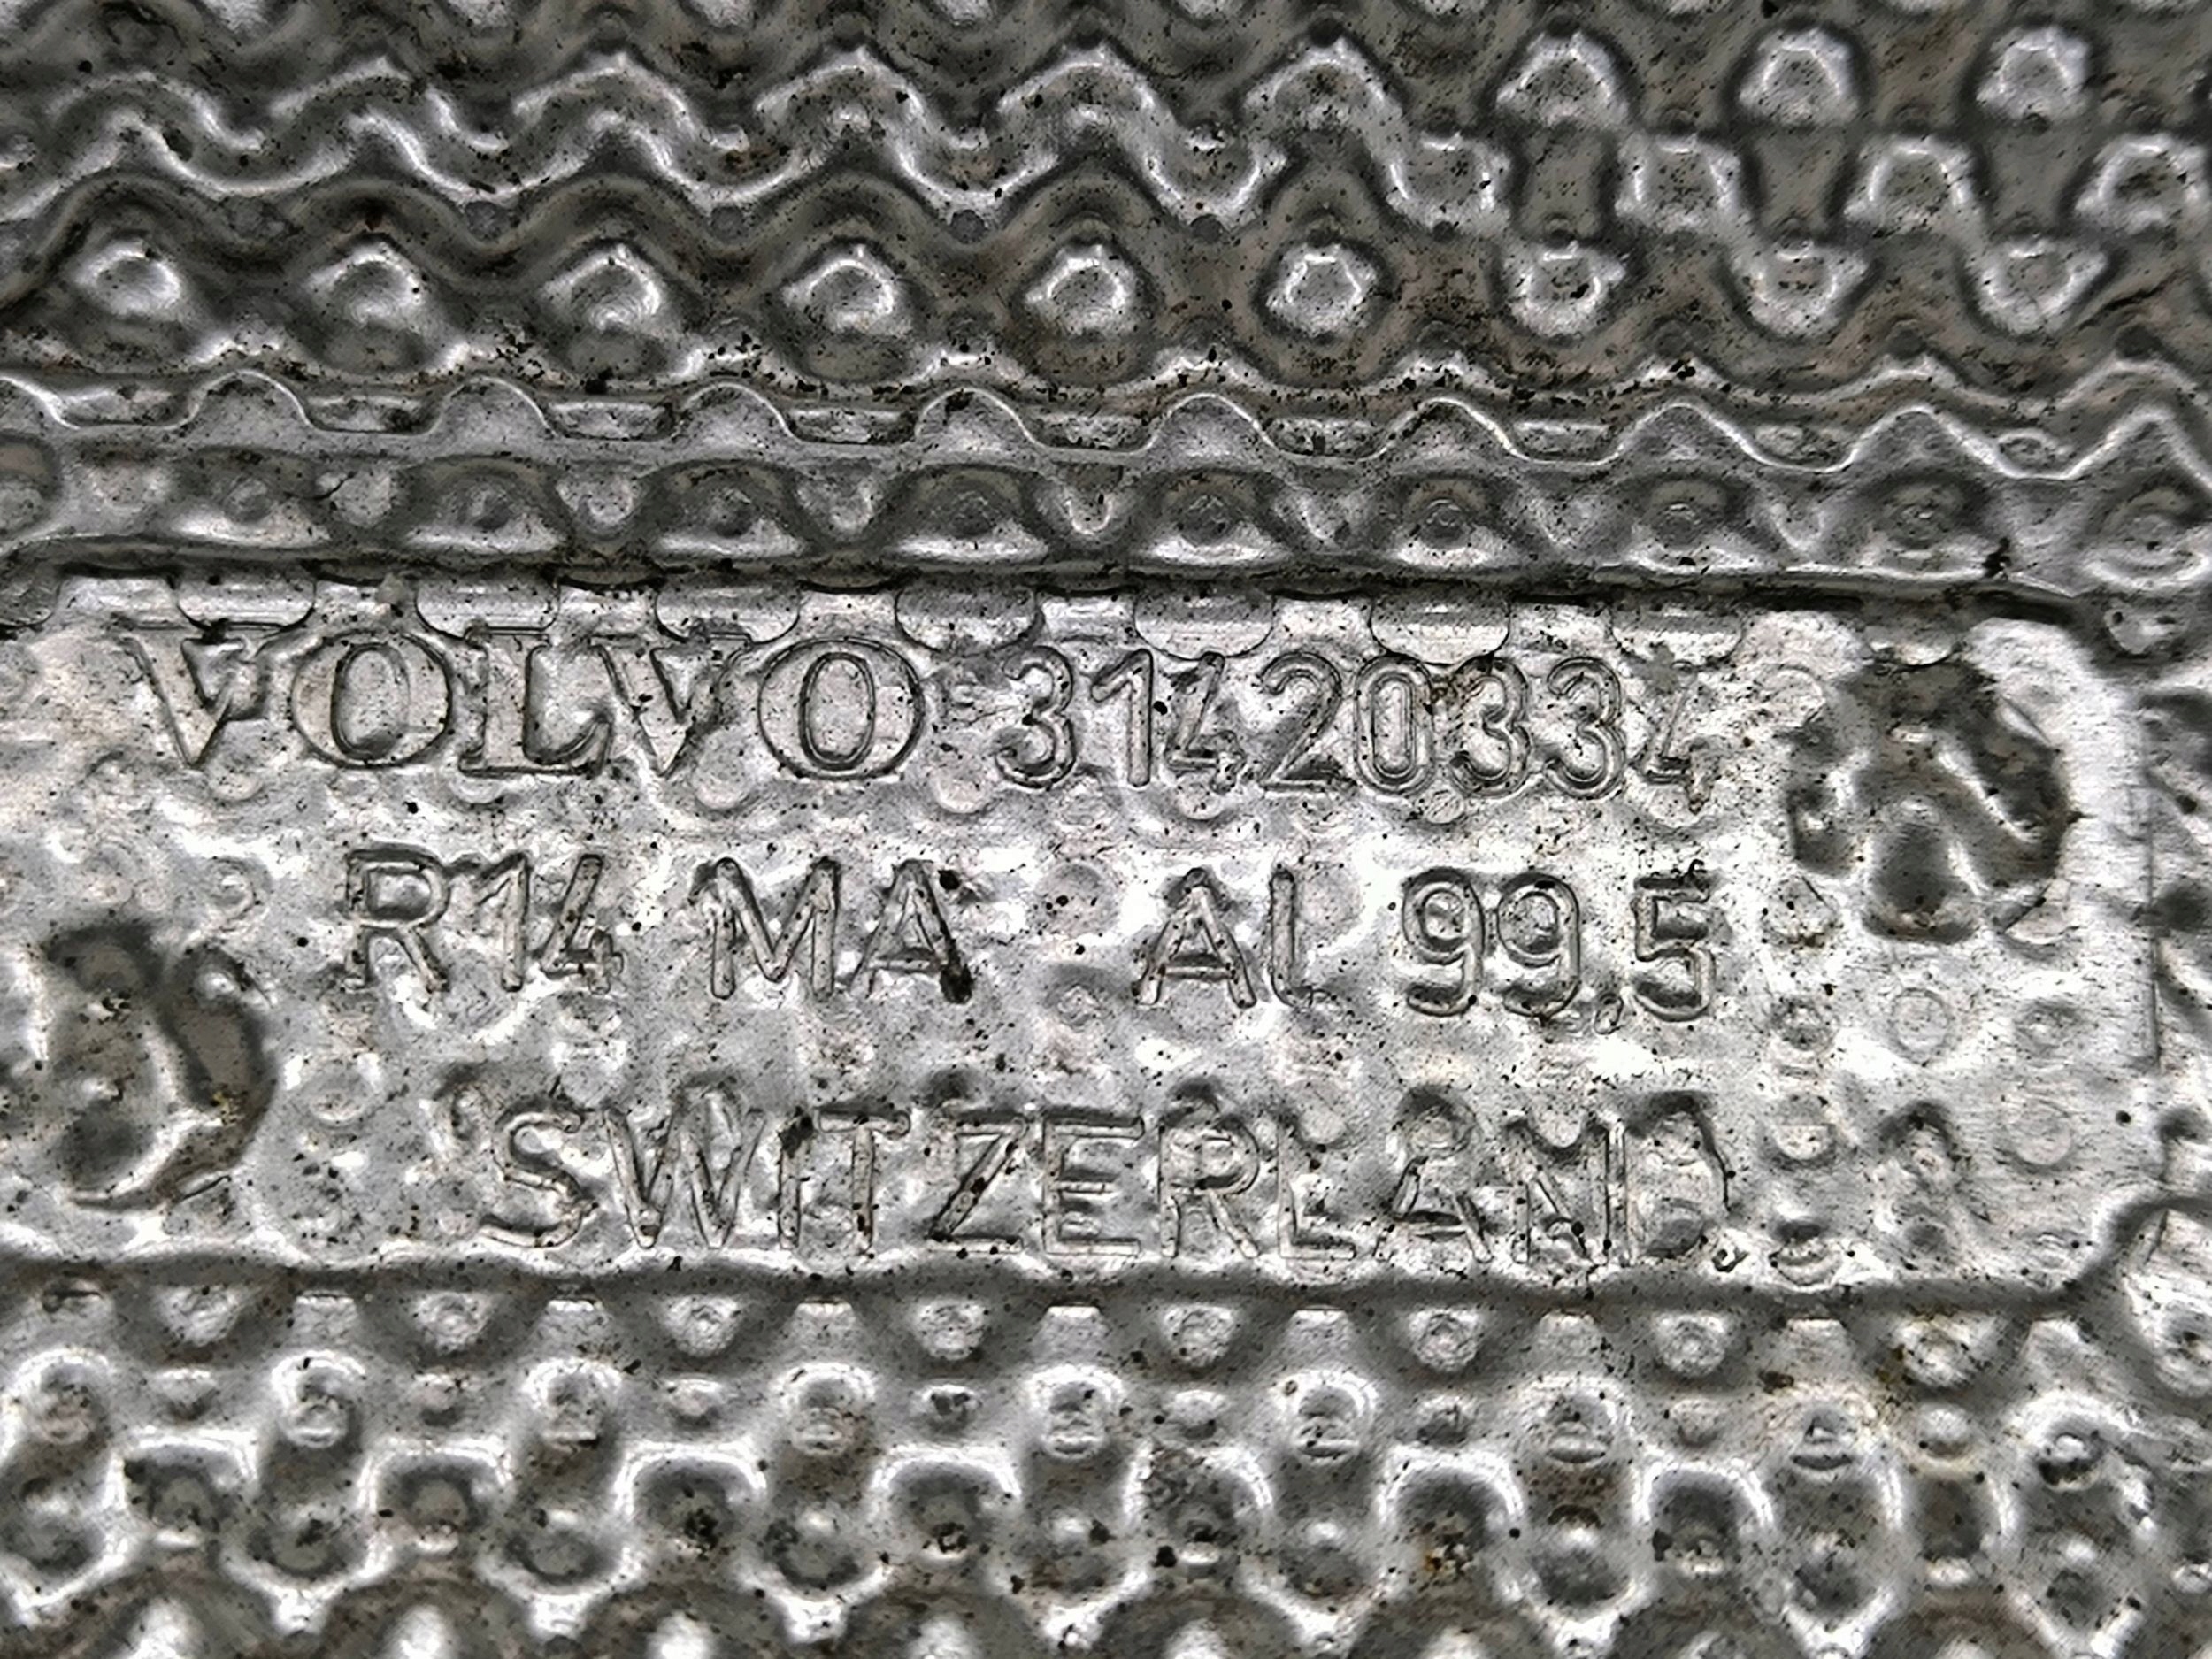 VOLVO 31420334
R14 MA AL 99,5
SWITZERLAND